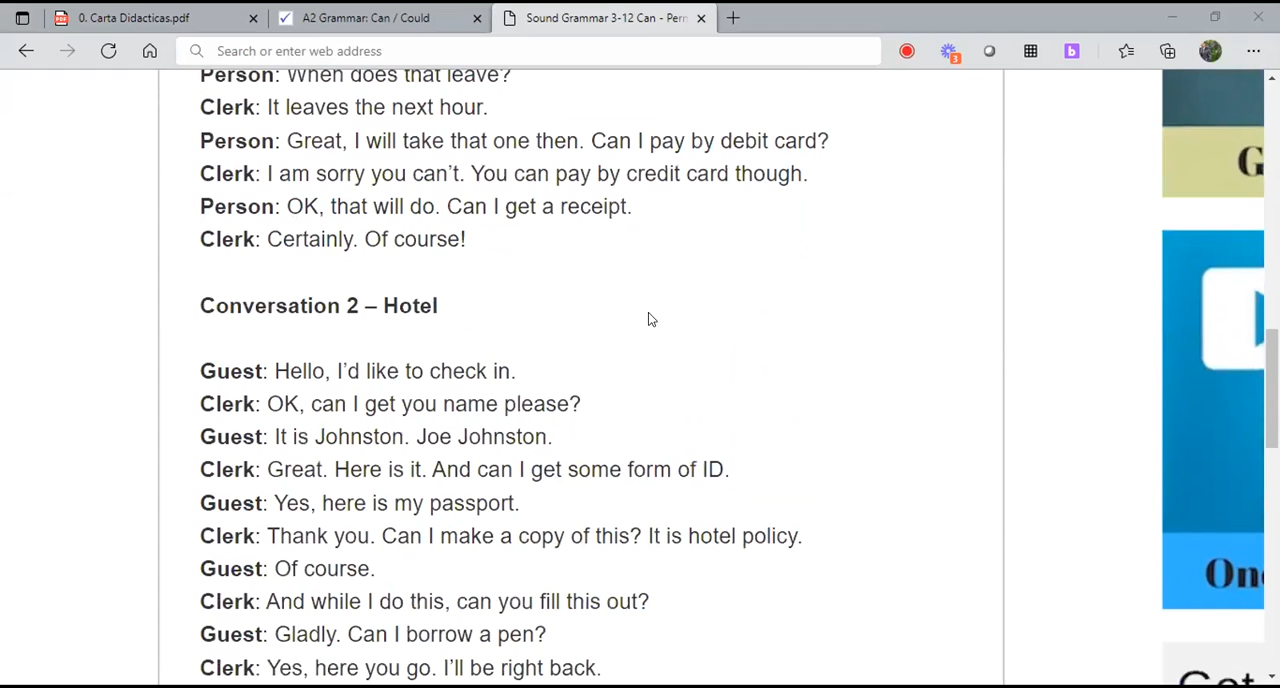 0. Carta Didacticas.pdf
A2 Grammar: Can / Could
Sound Grammar 3-12 Can - Perm
Search or enter web address
3
b
Person: When does that leave?
Clerk: It leaves the next hour.
Person: Great, I will take that one then. Can I pay by debit card?
Clerk: I am sorry you can’t. You can pay by credit card though.
Person: OK, that will do. Can I get a receipt.
Clerk: Certainly. Of course!
Conversation 2 – Hotel
Guest: Hello, I’d like to check in.
Clerk: OK, can I get you name please?
Guest: It is Johnston. Joe Johnston.
Clerk: Great. Here is it. And can I get some form of ID.
Guest: Yes, here is my passport.
Clerk: Thank you. Can I make a copy of this? It is hotel policy.
Guest: Of course.
Clerk: And while I do this, can you fill this out?
Guest: Gladly. Can I borrow a pen?
Clerk: Yes, here you go. I’ll be right back.
G
On